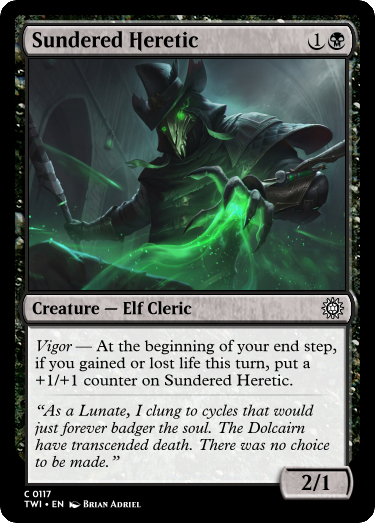 Sundered Heretic 1
Creature — Elf Cleric
Vigor — At the beginning of your end step,
if you gained or lost life this turn, put a
+1/+1 counter on Sundered Heretic.
“As a Lunate, I clung to cycles that would
just forever badger the soul. The Dolcairn
have transcended death. There was no choice
to be made.”
2/1
C 0117
TWI • EN Brian Adriel